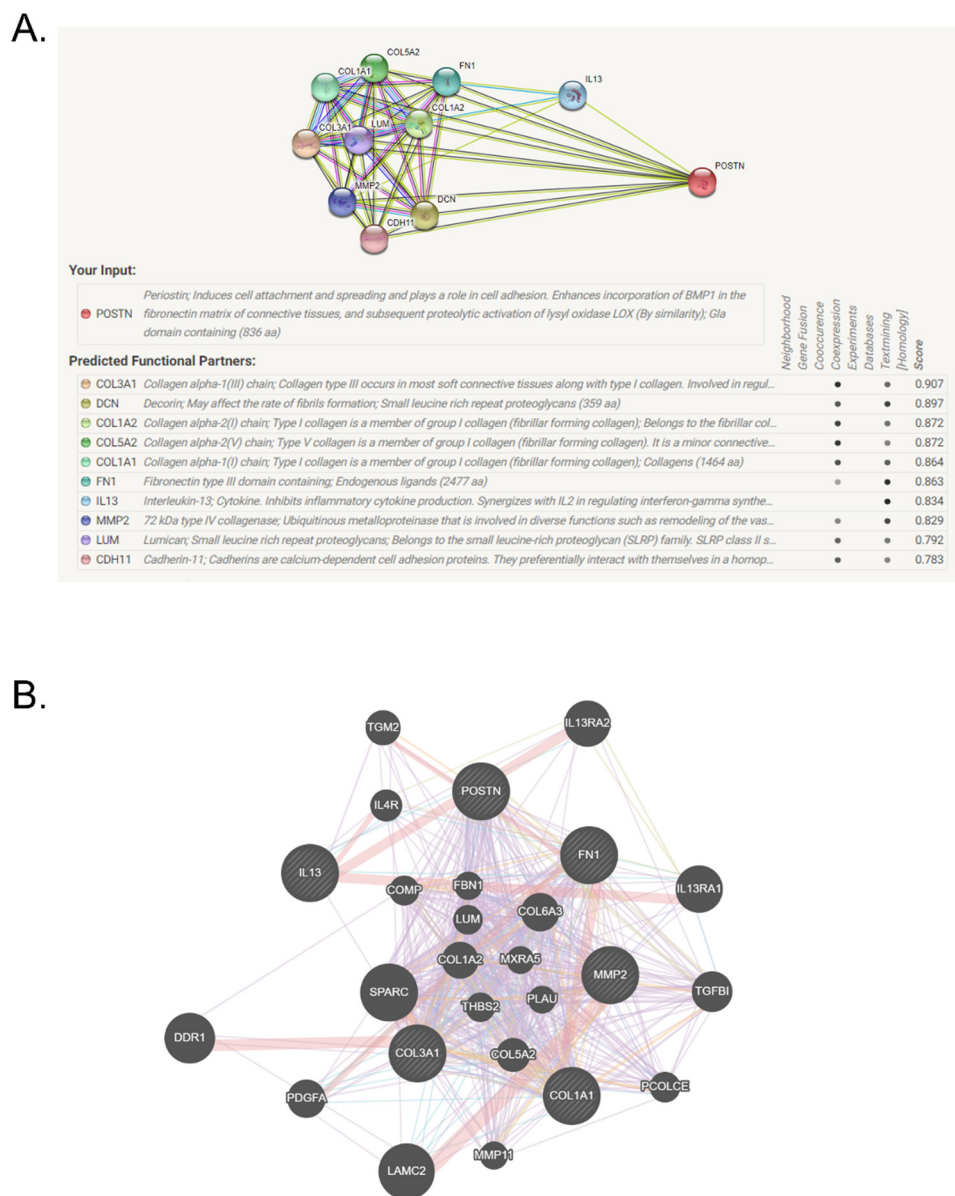 A.
COL5A2
COL1A1
FN1
IL13
COL1A2
LUM
COL3A1
POSTN
MMP2
DCN
CDH11
Your Input:
Neighborhood
Gene Fusion
Cooccurence
Coexpression
Experiments
Databases
Textmining
[Homology]
Score
POSTN
Periostin; Induces cell attachment and spreading and plays a role in cell adhesion. Enhances incorporation of BMP1 in the
fibronectin matrix of connective tissues, and subsequent proteolytic activation of lysyl oxidase LOX (By similarity); Gla
domain containing (836 aa)
Predicted Functional Partners:
COL3A1 Collagen alpha-1(III) chain; Collagen type III occurs in most soft connective tissues along with type I collagen. Involved in regul... 0.907
DCN Decorin; May affect the rate of fibrils formation; Small leucine rich repeat proteoglycans (359 aa) 0.897
COL1A2 Collagen alpha-2(I) chain; Type I collagen is a member of group I collagen (fibrillar forming collagen); Belongs to the fibrillar col... 0.872
COL5A2 Collagen alpha-2(V) chain; Type V collagen is a member of group I collagen (fibrillar forming collagen). It is a minor connective... 0.872
COL1A1 Collagen alpha-1(I) chain; Type I collagen is a member of group I collagen (fibrillar forming collagen); Collagens (1464 aa) 0.864
FN1 Fibronectin type III domain containing; Endogenous ligands (2477 aa) 0.863
IL13 Interleukin-13; Cytokine. Inhibits inflammatory cytokine production. Synergizes with IL2 in regulating interferon-gamma synthe... 0.834
MMP2 72 kDa type IV collagenase; Ubiquitinous metalloproteinase that is involved in diverse functions such as remodeling of the vas... 0.829
LUM Lumican; Small leucine rich repeat proteoglycans; Belongs to the small leucine-rich proteoglycan (SLRP) family. SLRP class II s... 0.792
CDH11 Cadherin-11; Cadherins are calcium-dependent cell adhesion proteins. They preferentially interact with themselves in a homop... 0.783
B.
TGM2
IL13RA2
POSTN
IL4R
FN1
IL13
COMP
FBN1
IL13RA1
LUM
COL6A3
COL1A2
MXRA5
MMP2
SPARC
THBS2
PLAU
TGFBI
DDR1
COL3A1
COL5A2
PDGFA
COL1A1
PCOLCE
MMP11
LAMC2